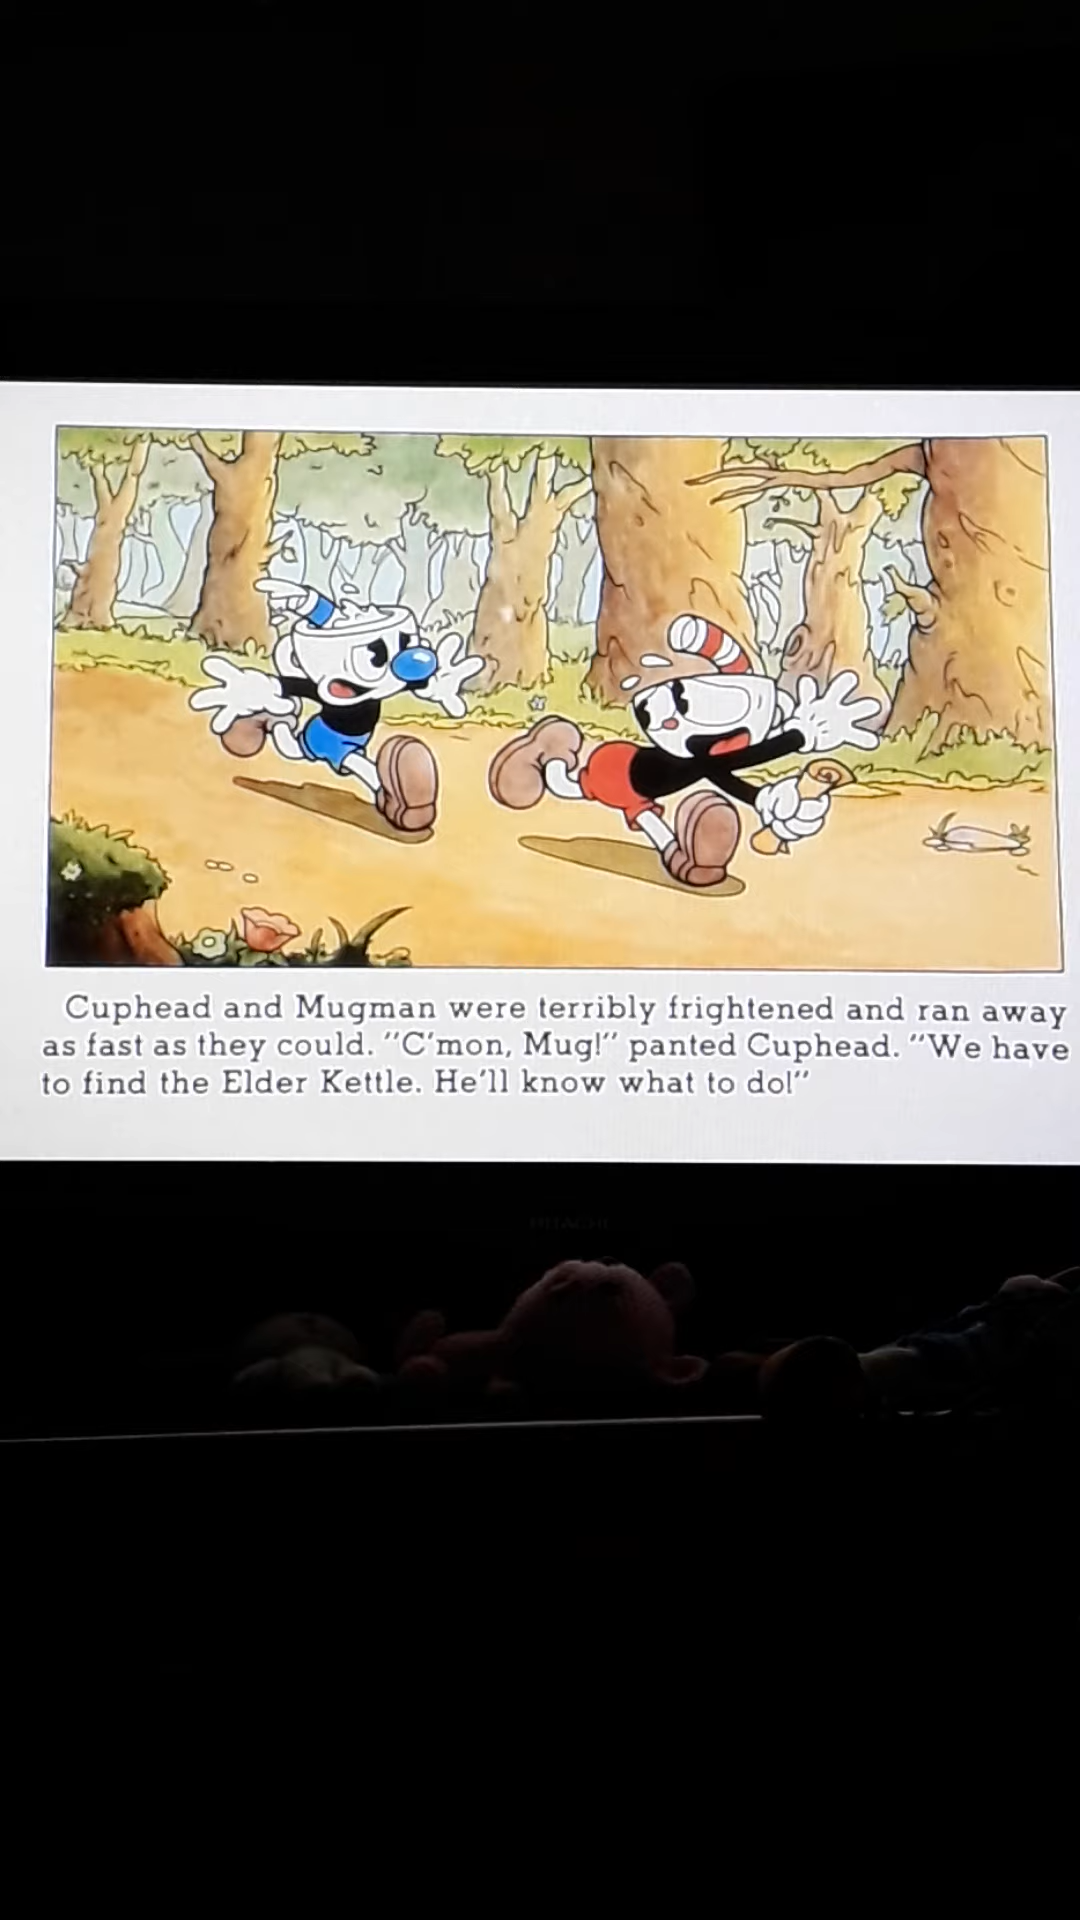 Cuphead and Mugman were terribly frightened and ran away
as fast as they could. "C'mon, Mug!" panted Cuphead. "We have
to find the Elder Kettle. He'll know what to do!"
HITACHI